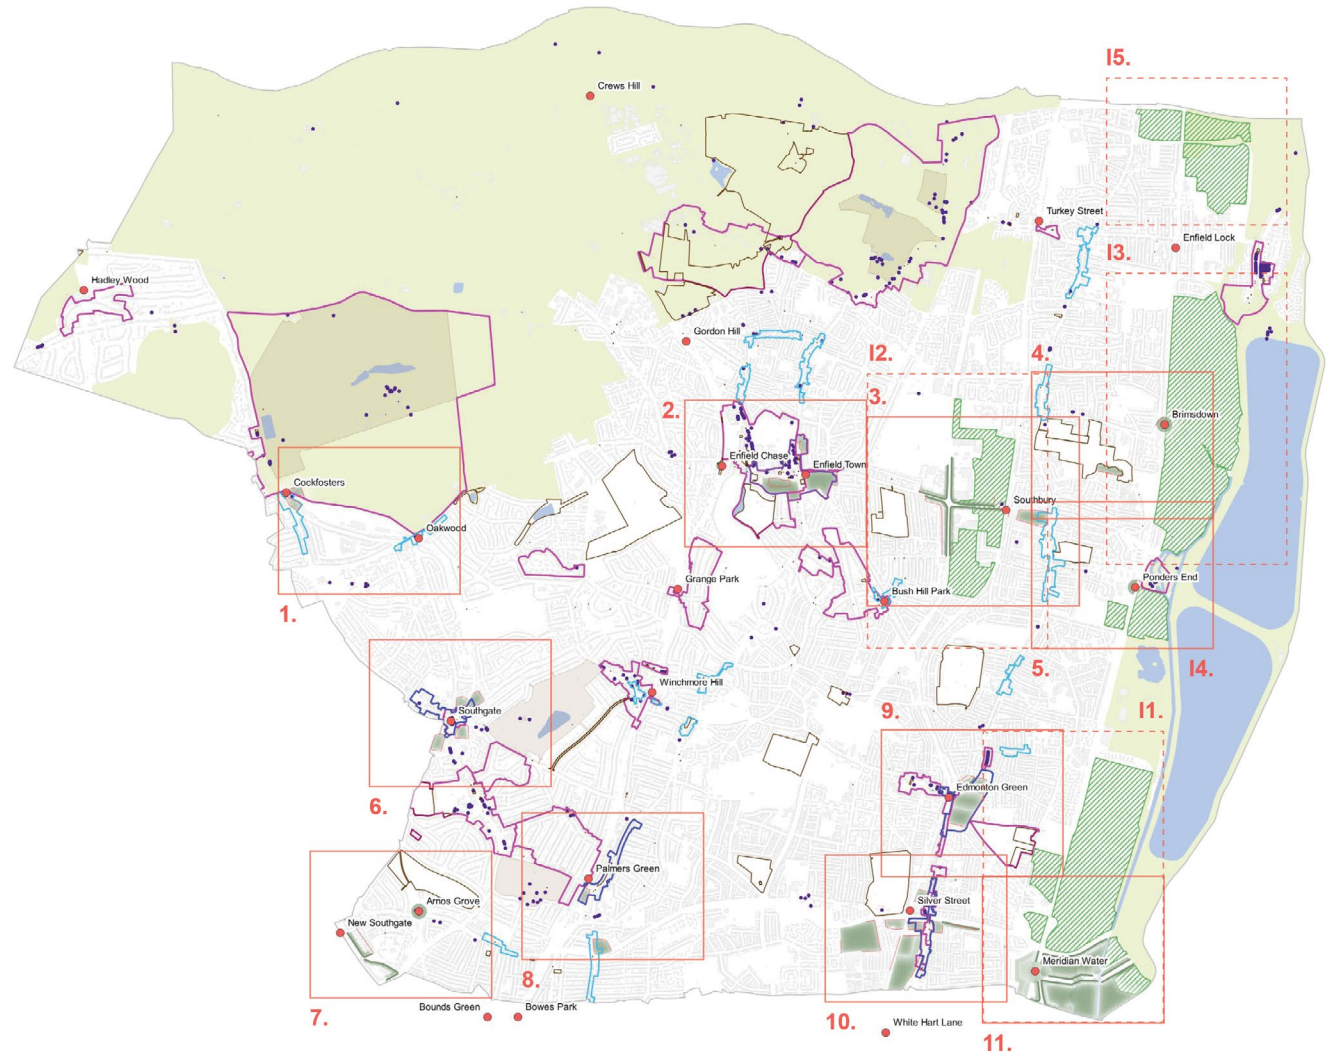 I5.
Crews Hill
Turkey Street
Enfield Lock
I3.
Hadley Wood
Gordon Hill
I2.
4.
3.
2.
Brimsdown
Enfield Chase
Enfield Town
Cockfosters
Southbury
Oakwood
Grange Park
Ponders End
Bush Hill Park
1.
5.
I4.
Winchmore Hill
Southgate
9.
I1.
Edmonton Green
6.
Palmers Green
Arnos Grove
Silver Street
New Southgate
Meridian Water
8.
Bounds Green
Bowes Park
7.
10.
White Hart Lane
11.